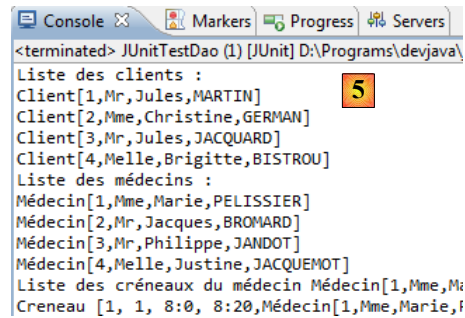 Console Markers Progress Servers
<terminated> JUnitTestDao (1) [JUnit] D:\Programs\devjava\
Liste des clients :
Client[1,Mr,Jules,MARTIN]
5
Client[2,Mme,Christine,GERMAN]
Client[3,Mr,Jules,JACQUARD]
Client[4,Melle,Brigitte,BISTROU]
Liste des médecins :
Médecin[1,Mme,Marie,PELISSIER]
Médecin[2,Mr,Jacques,BROMARD]
Médecin[3,Mr,Philippe,JANDOT]
Médecin[4,Melle,Justine,JACQUEMOT]
Liste des créneaux du médecin Médecin[1,Mme,Ma
Creneau [1, 1, 8:0, 8:20,Médecin[1,Mme,Marie,P